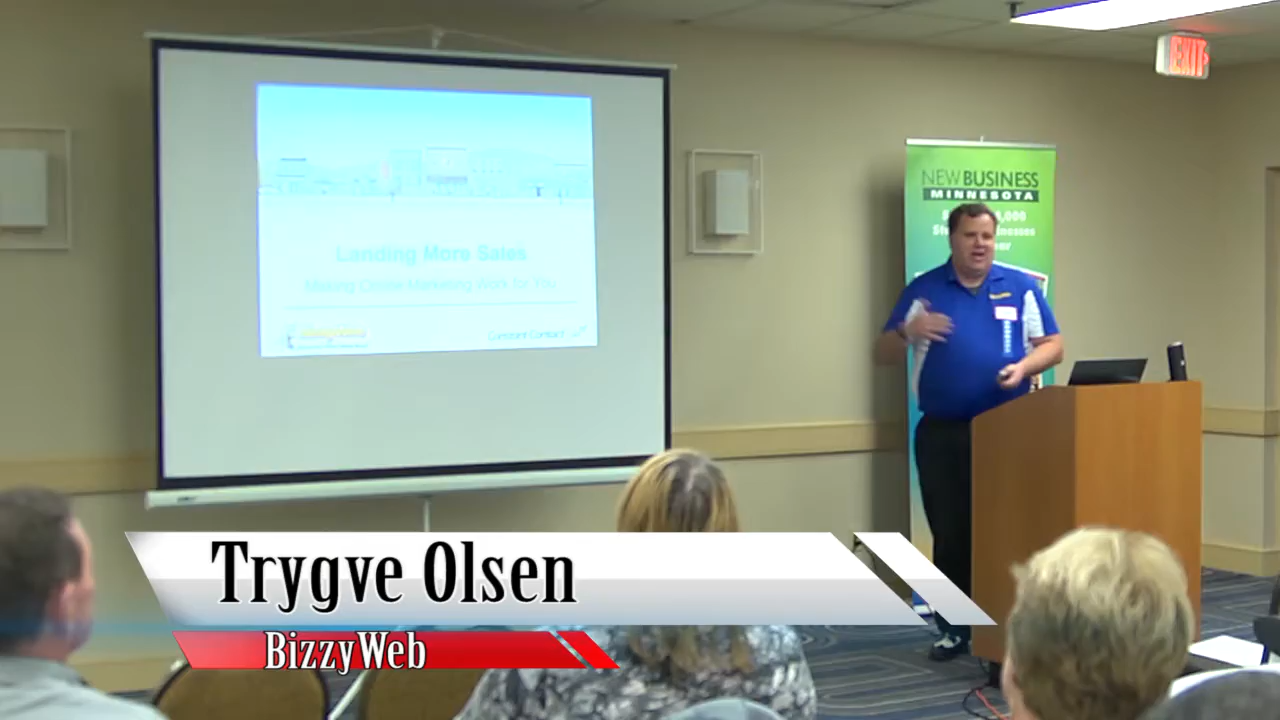 EXIT
NEW BUSINESS
MINNESOTA
Landing More Sales
Making Online Marketing Work for You
Constant Contact
Trygve Olsen
BizzyWeb